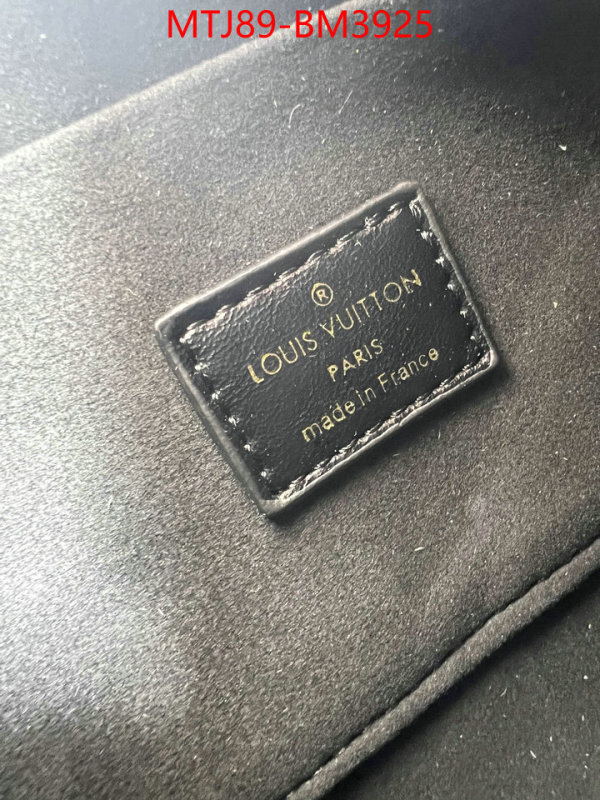 MTJ89-BM3925
®
LOUIS VUITTON
PARIS
made in France